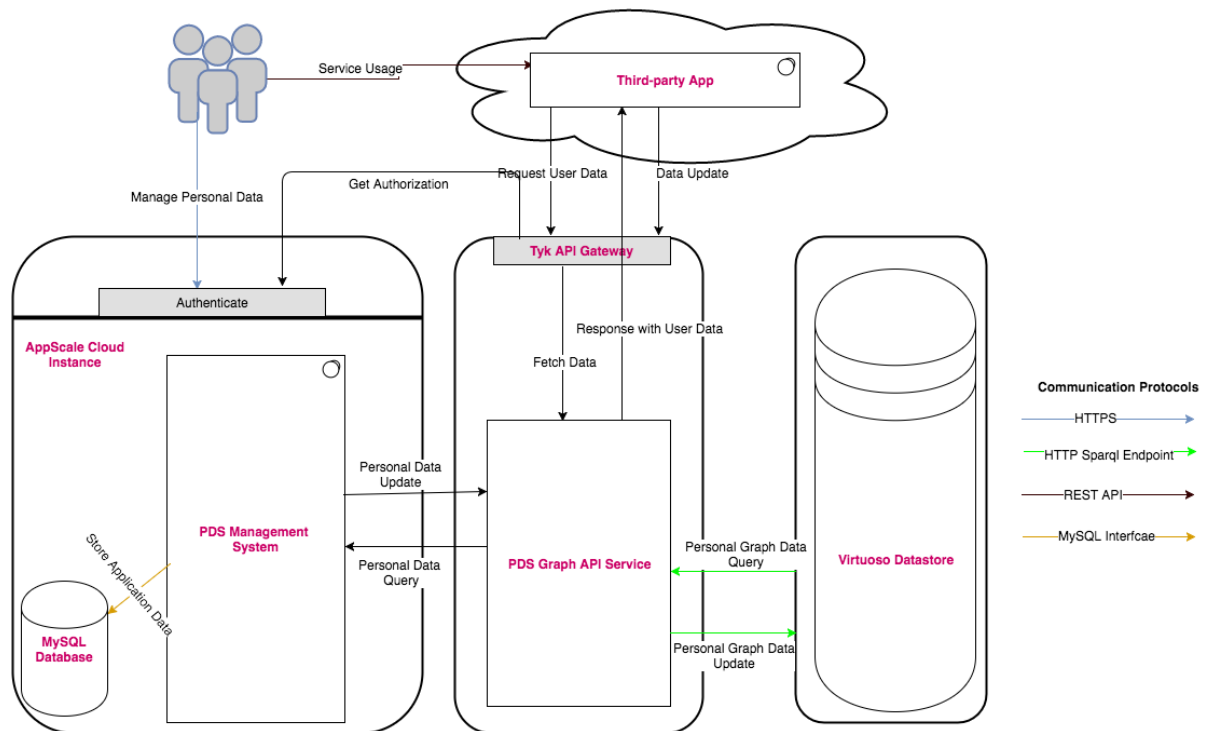 Service Usage
Third-party App
Request User Data
Data Update
Get Authorization
Manage Personal Data
Tyk API Gateway
Authenticate
Response with User Data
AppScale Cloud
Instance
Fetch Data
Communication Protocols
HTTPS
HTTP Sparql Endpoint
REST API
MySQL Interfcae
Personal Data
Update
PDS Management
System
Store Application Data
Personal Data
Query
PDS Graph API Service
Personal Graph Data
Query
Virtuoso Datastore
MySQL
Database
Personal Graph Data
Update